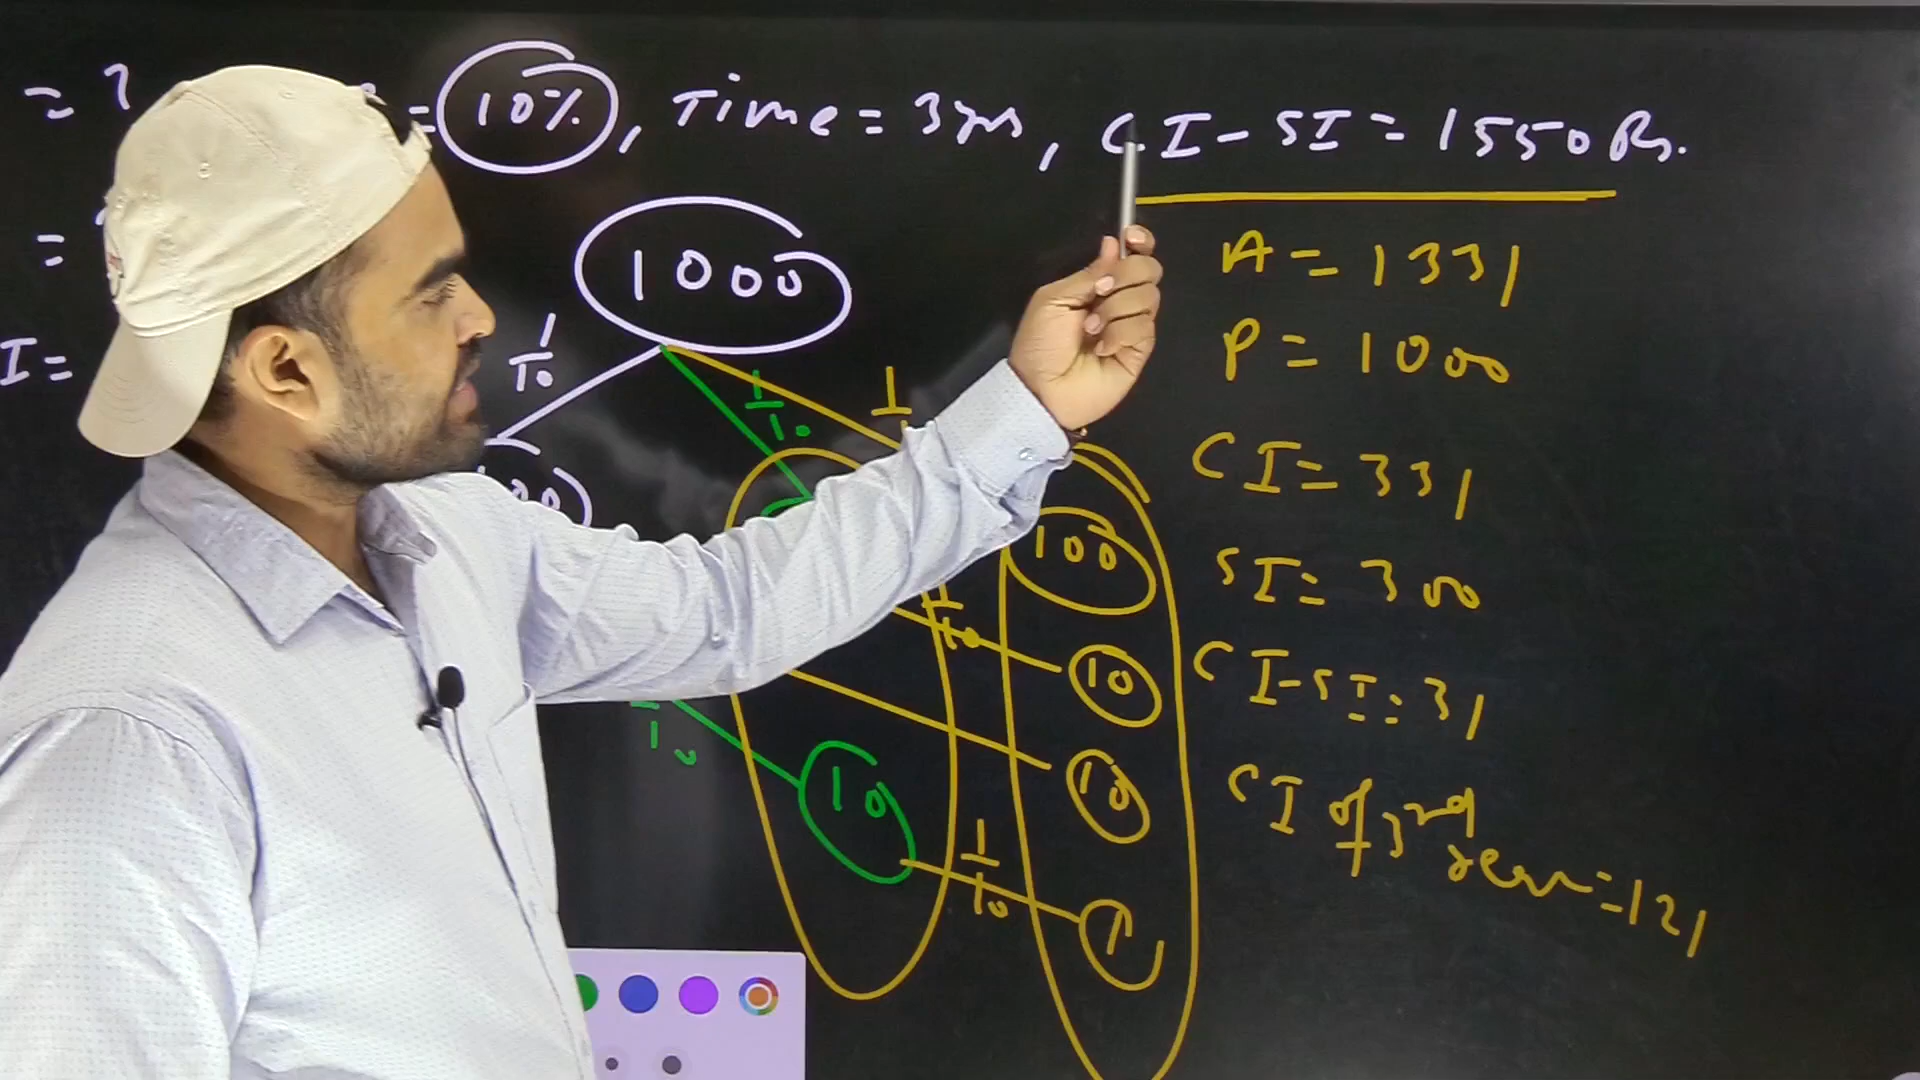 = ? = 10%, Time = 3yrs, CI - SI = 1550 Rs.
=
I =
1000
1/10
1/10
1
00
100
1/10
10
10
1/10
10
1/10
1
A = 1331
P = 1000
CI = 331
SI = 300
CI-SI = 31
CI of 3rd year = 121